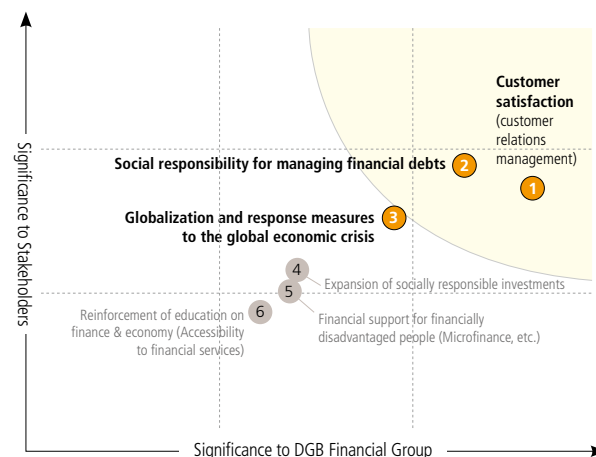 Customer
satisfaction
(customer
relations
management)
Significance to Stakeholders
Social responsibility for managing financial debts
2
1
Globalization and response measures
to the global economic crisis
3
4
Expansion of socially responsible investments
5
6
Reinforcement of education on
finance & economy (Accessibility
to financial services)
Financial support for financially
disadvantaged people (Microfinance, etc.)
Significance to DGB Financial Group